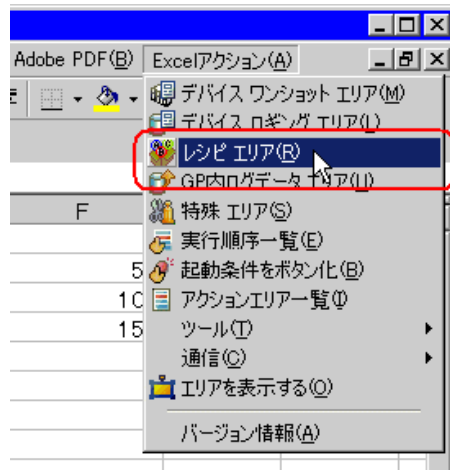 Adobe PDF(B) Excelアクション(A)
デバイス ワンショット エリア(M)
デバイス ロギング エリア(L)
レシピ エリア(R)
GP内ログデータ エリア(U)
F
特殊 エリア(S)
実行順序一覧(E)
5 起動条件をボタン化(B)
10 アクションエリア一覧(I)
15 ツール(T)
通信(C)
エリアを表示する(O)
バージョン情報(A)